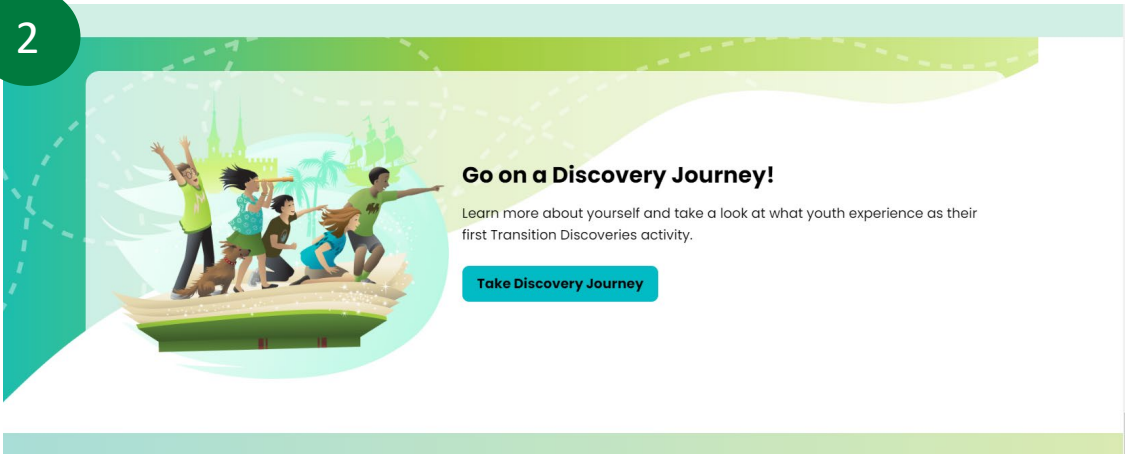 2
Go on a Discovery Journey!
Learn more about yourself and take a look at what youth experience as their
first Transition Discoveries activity.
Take Discovery Journey